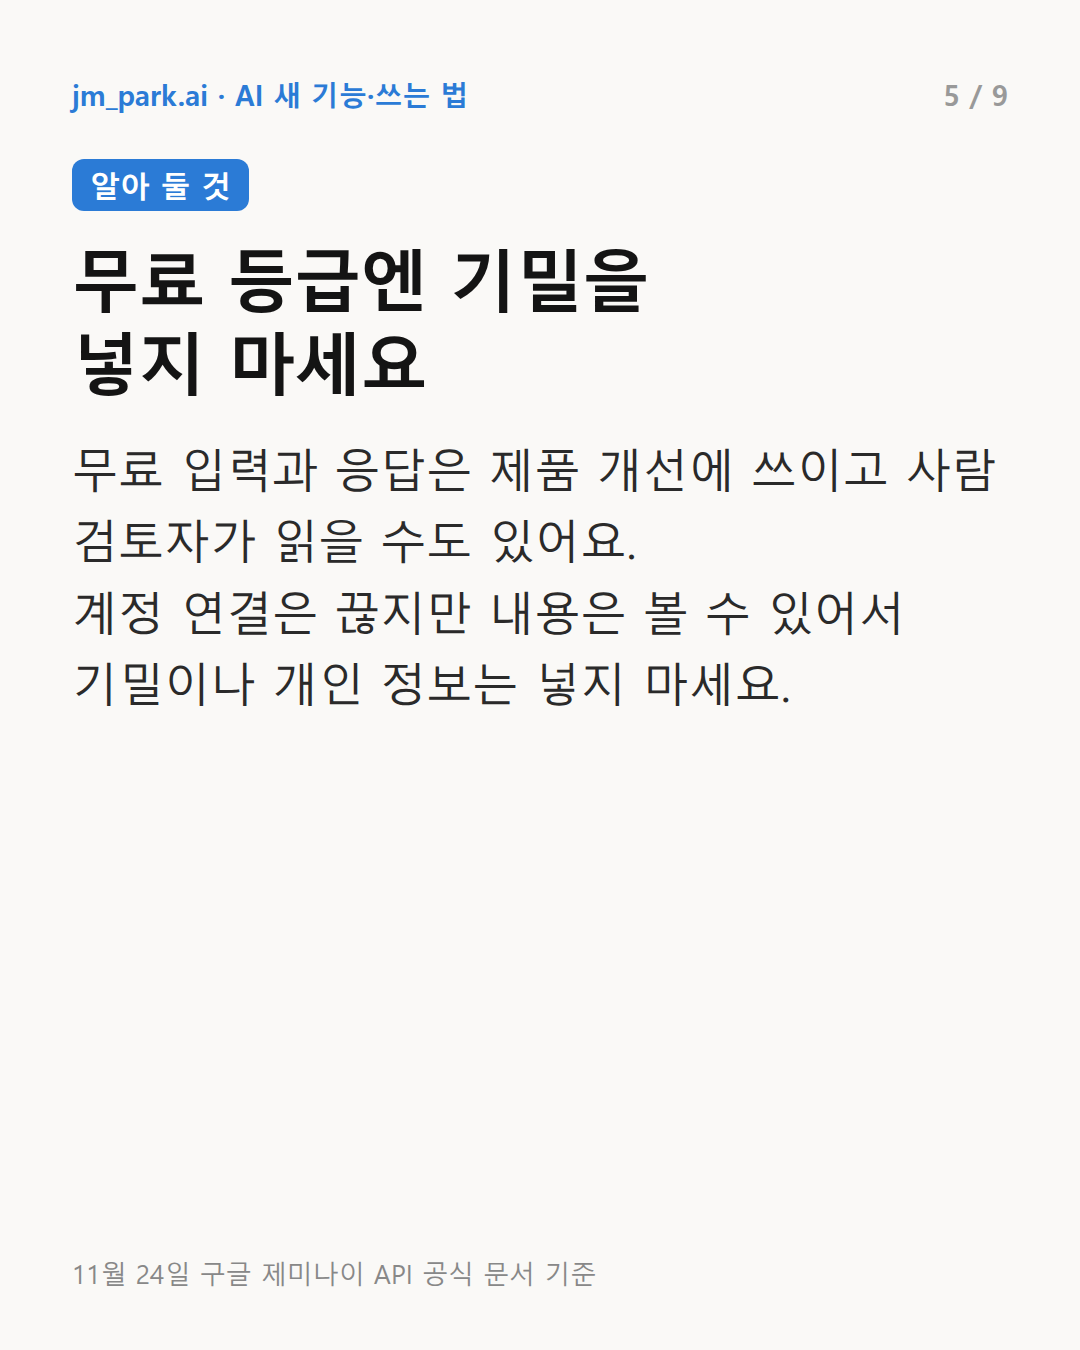 jm_park.ai · AI 새 기능·쓰는 법
5 / 9
알아 둘 것
무료 등급엔 기밀을
넣지 마세요
무료 입력과 응답은 제품 개선에 쓰이고 사람
검토자가 읽을 수도 있어요.
계정 연결은 끊지만 내용은 볼 수 있어서
기밀이나 개인 정보는 넣지 마세요.
11월 24일 구글 제미나이 API 공식 문서 기준